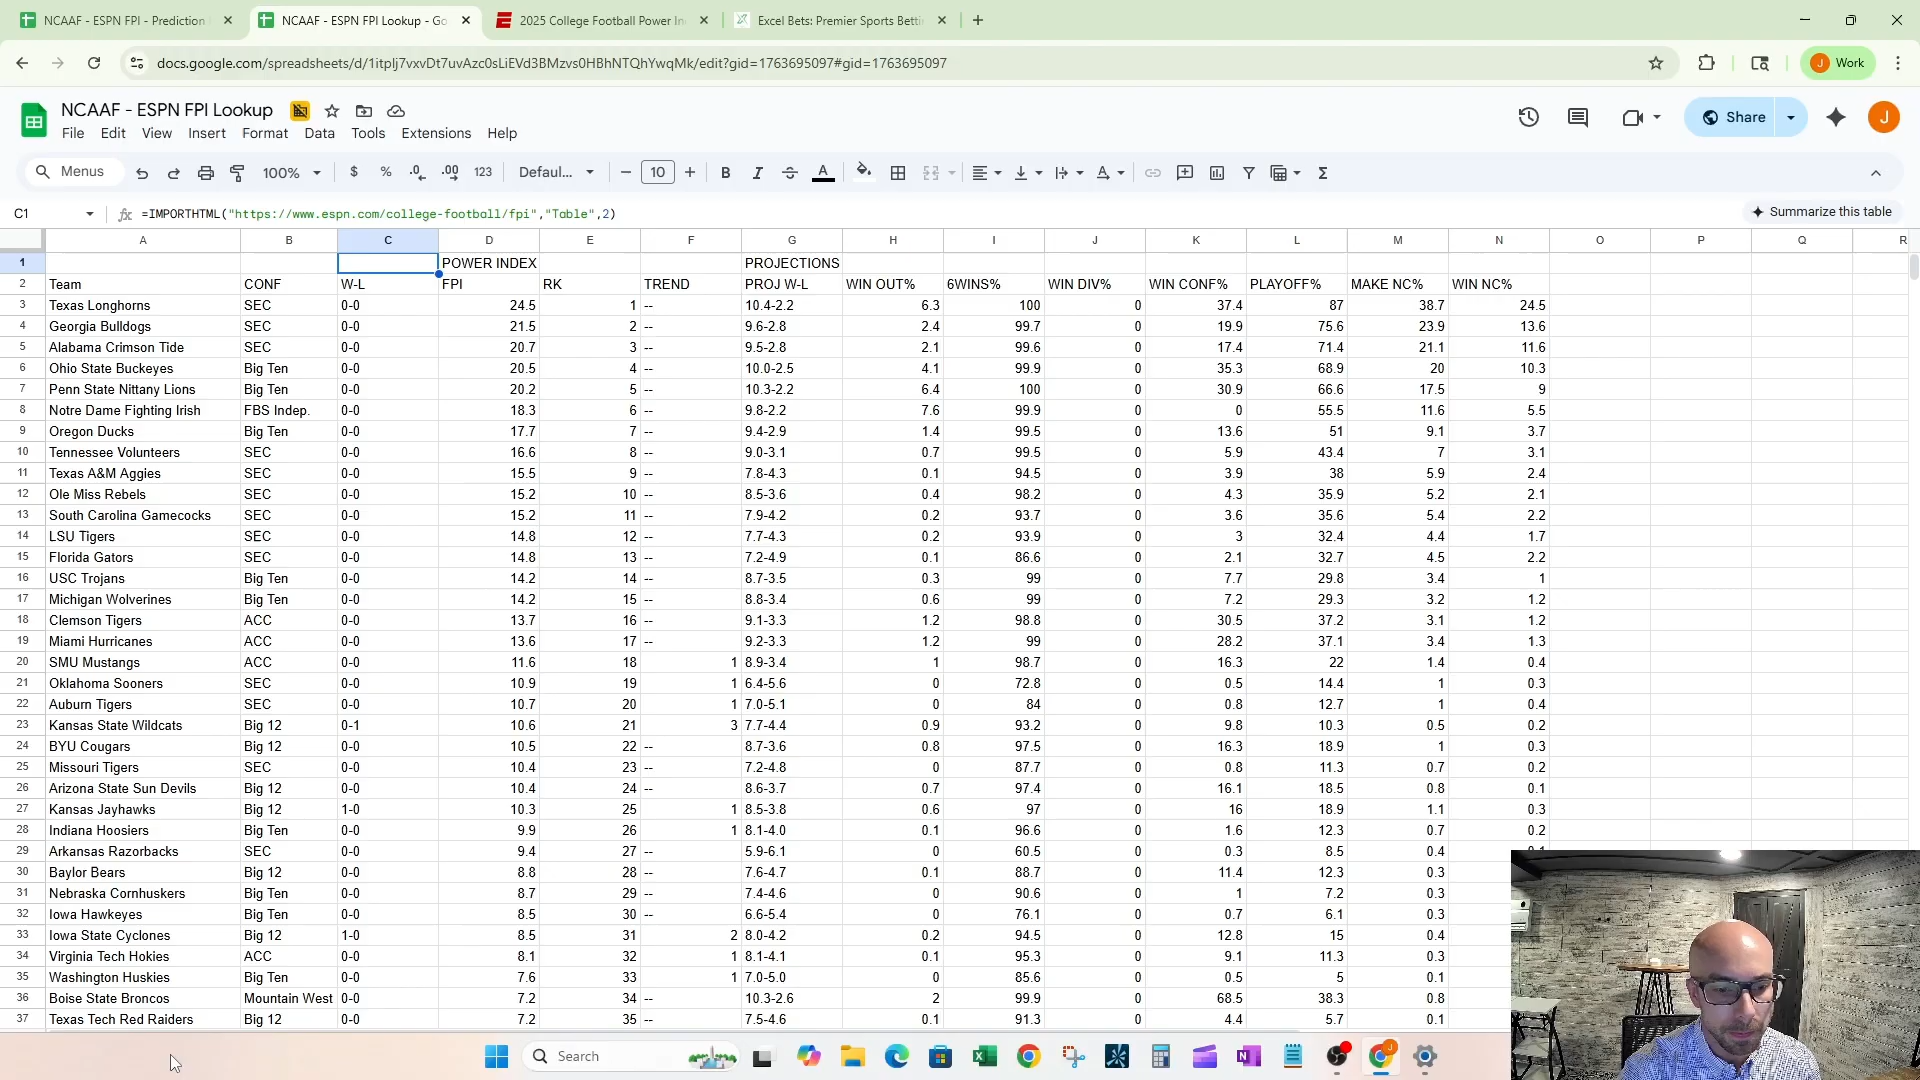 NCAAF - ESPN FPI - Prediction
NCAAF - ESPN FPI Lookup - Go
2025 College Football Power In
Excel Bets: Premier Sports Betti
docs.google.com/spreadsheets/d/1itpIj7vxvDt7uvAzc0sLiEVd3BMzvs0HBhNTQhYwqMk/edit?gid=1763695097#gid=1763695097
J Work
NCAAF - ESPN FPI Lookup
File Edit View Insert Format Data Tools Extensions Help
Share
J
Menus 100% $ % .0 .00 123 Defaul... 10 B I A
C1 fx =IMPORTHTML("https://www.espn.com/college-football/fpi","Table",2)
Summarize this table
A B C D E F G H I J K L M N O P Q R
1 POWER INDEX PROJECTIONS
2 Team CONF W-L FPI RK TREND PROJ W-L WIN OUT% 6WINS% WIN DIV% WIN CONF% PLAYOFF% MAKE NC% WIN NC%
3 Texas Longhorns SEC 0-0 24.5 1 -- 10.4-2.2 6.3 100 0 37.4 87 38.7 24.5
4 Georgia Bulldogs SEC 0-0 21.5 2 -- 9.6-2.8 2.4 99.7 0 19.9 75.6 23.9 13.6
5 Alabama Crimson Tide SEC 0-0 20.7 3 -- 9.5-2.8 2.1 99.6 0 17.4 71.4 21.1 11.6
6 Ohio State Buckeyes Big Ten 0-0 20.5 4 -- 10.0-2.5 4.1 99.9 0 35.3 68.9 20 10.3
7 Penn State Nittany Lions Big Ten 0-0 20.2 5 -- 10.3-2.2 6.4 100 0 30.9 66.6 17.5 9
8 Notre Dame Fighting Irish FBS Indep. 0-0 18.3 6 -- 9.8-2.2 7.6 99.9 0 0 55.5 11.6 5.5
9 Oregon Ducks Big Ten 0-0 17.7 7 -- 9.4-2.9 1.4 99.5 0 13.6 51 9.1 3.7
10 Tennessee Volunteers SEC 0-0 16.6 8 -- 9.0-3.1 0.7 99.5 0 5.9 43.4 7 3.1
11 Texas A&M Aggies SEC 0-0 15.5 9 -- 7.8-4.3 0.1 94.5 0 3.9 38 5.9 2.4
12 Ole Miss Rebels SEC 0-0 15.2 10 -- 8.5-3.6 0.4 98.2 0 4.3 35.9 5.2 2.1
13 South Carolina Gamecocks SEC 0-0 15.2 11 -- 7.9-4.2 0.2 93.7 0 3.6 35.6 5.4 2.2
14 LSU Tigers SEC 0-0 14.8 12 -- 7.7-4.3 0.2 93.9 0 3 32.4 4.4 1.7
15 Florida Gators SEC 0-0 14.8 13 -- 7.2-4.9 0.1 86.6 0 2.1 32.7 4.5 2.2
16 USC Trojans Big Ten 0-0 14.2 14 -- 8.7-3.5 0.3 99 0 7.7 29.8 3.4 1
17 Michigan Wolverines Big Ten 0-0 14.2 15 -- 8.8-3.4 0.6 99 0 7.2 29.3 3.2 1.2
18 Clemson Tigers ACC 0-0 13.7 16 -- 9.1-3.3 1.2 98.8 0 30.5 37.2 3.1 1.2
19 Miami Hurricanes ACC 0-0 13.6 17 -- 9.2-3.3 1.2 99 0 28.2 37.1 3.4 1.3
20 SMU Mustangs ACC 0-0 11.6 18 1 8.9-3.4 1 98.7 0 16.3 22 1.4 0.4
21 Oklahoma Sooners SEC 0-0 10.9 19 1 6.4-5.6 0 72.8 0 0.5 14.4 1 0.3
22 Auburn Tigers SEC 0-0 10.7 20 1 7.0-5.1 0 84 0 0.8 12.7 1 0.4
23 Kansas State Wildcats Big 12 0-1 10.6 21 3 7.7-4.4 0.9 93.2 0 9.8 10.3 0.5 0.2
24 BYU Cougars Big 12 0-0 10.5 22 -- 8.7-3.6 0.8 97.5 0 16.3 18.9 1 0.3
25 Missouri Tigers SEC 0-0 10.4 23 -- 7.2-4.8 0 87.7 0 0.8 11.3 0.7 0.2
26 Arizona State Sun Devils Big 12 0-0 10.4 24 -- 8.6-3.7 0.7 97.4 0 16.1 18.5 0.8 0.1
27 Kansas Jayhawks Big 12 1-0 10.3 25 1 8.5-3.8 0.6 97 0 16 18.9 1.1 0.3
28 Indiana Hoosiers Big Ten 0-0 9.9 26 1 8.1-4.0 0.1 96.6 0 1.6 12.3 0.7 0.2
29 Arkansas Razorbacks SEC 0-0 9.4 27 -- 5.9-6.1 0 60.5 0 0.3 8.5 0.4
30 Baylor Bears Big 12 0-0 8.8 28 -- 7.6-4.7 0.1 88.7 0 11.4 12.3 0.3
31 Nebraska Cornhuskers Big Ten 0-0 8.7 29 -- 7.4-4.6 0 90.6 0 1 7.2 0.3
32 Iowa Hawkeyes Big Ten 0-0 8.5 30 -- 6.6-5.4 0 76.1 0 0.7 6.1 0.3
33 Iowa State Cyclones Big 12 1-0 8.5 31 2 8.0-4.2 0.2 94.5 0 12.8 15 0.4
34 Virginia Tech Hokies ACC 0-0 8.1 32 1 8.1-4.1 0.1 95.3 0 9.1 11.3 0.3
35 Washington Huskies Big Ten 0-0 7.6 33 1 7.0-5.0 0 85.6 0 0.5 5 0.1
36 Boise State Broncos Mountain West 0-0 7.2 34 -- 10.3-2.6 2 99.9 0 68.5 38.3 0.8
37 Texas Tech Red Raiders Big 12 0-0 7.2 35 -- 7.5-4.6 0.1 91.3 0 4.4 5.7 0.1
Search